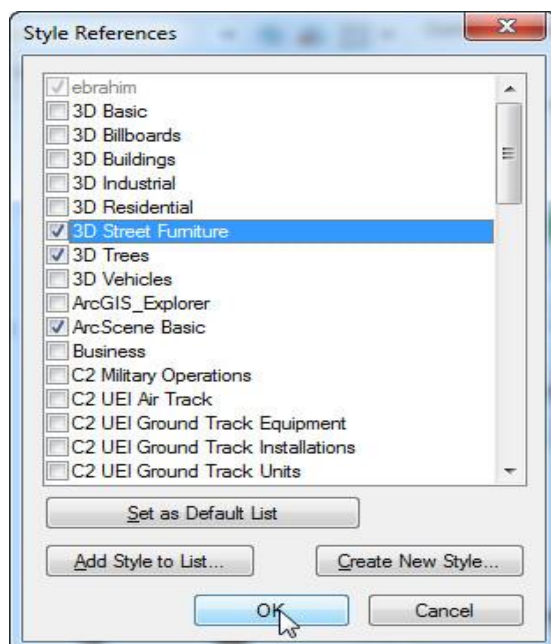 Style References
ebrahim
3D Basic
3D Billboards
3D Buildings
3D Industrial
3D Residential
3D Street Furniture
3D Trees
3D Vehicles
ArcGIS_Explorer
ArcScene Basic
Business
C2 Military Operations
C2 UEI Air Track
C2 UEI Ground Track Equipment
C2 UEI Ground Track Installations
C2 UEI Ground Track Units
Set as Default List
Add Style to List... Create New Style...
OK Cancel